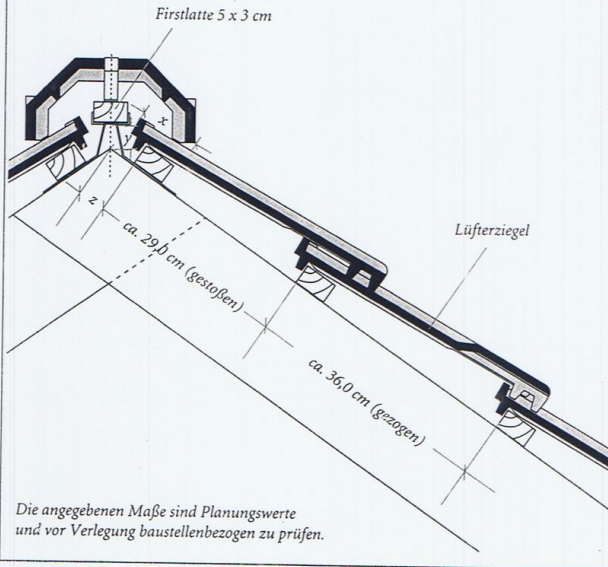 Firstlatte 5 x 3 cm
x
y
z
ca. 29,0 cm (gestoßen)
Lüfterziegel
ca. 36,0 cm (gezogen)
Die angegebenen Maße sind Planungswerte
und vor Verlegung baustellenbezogen zu prüfen.